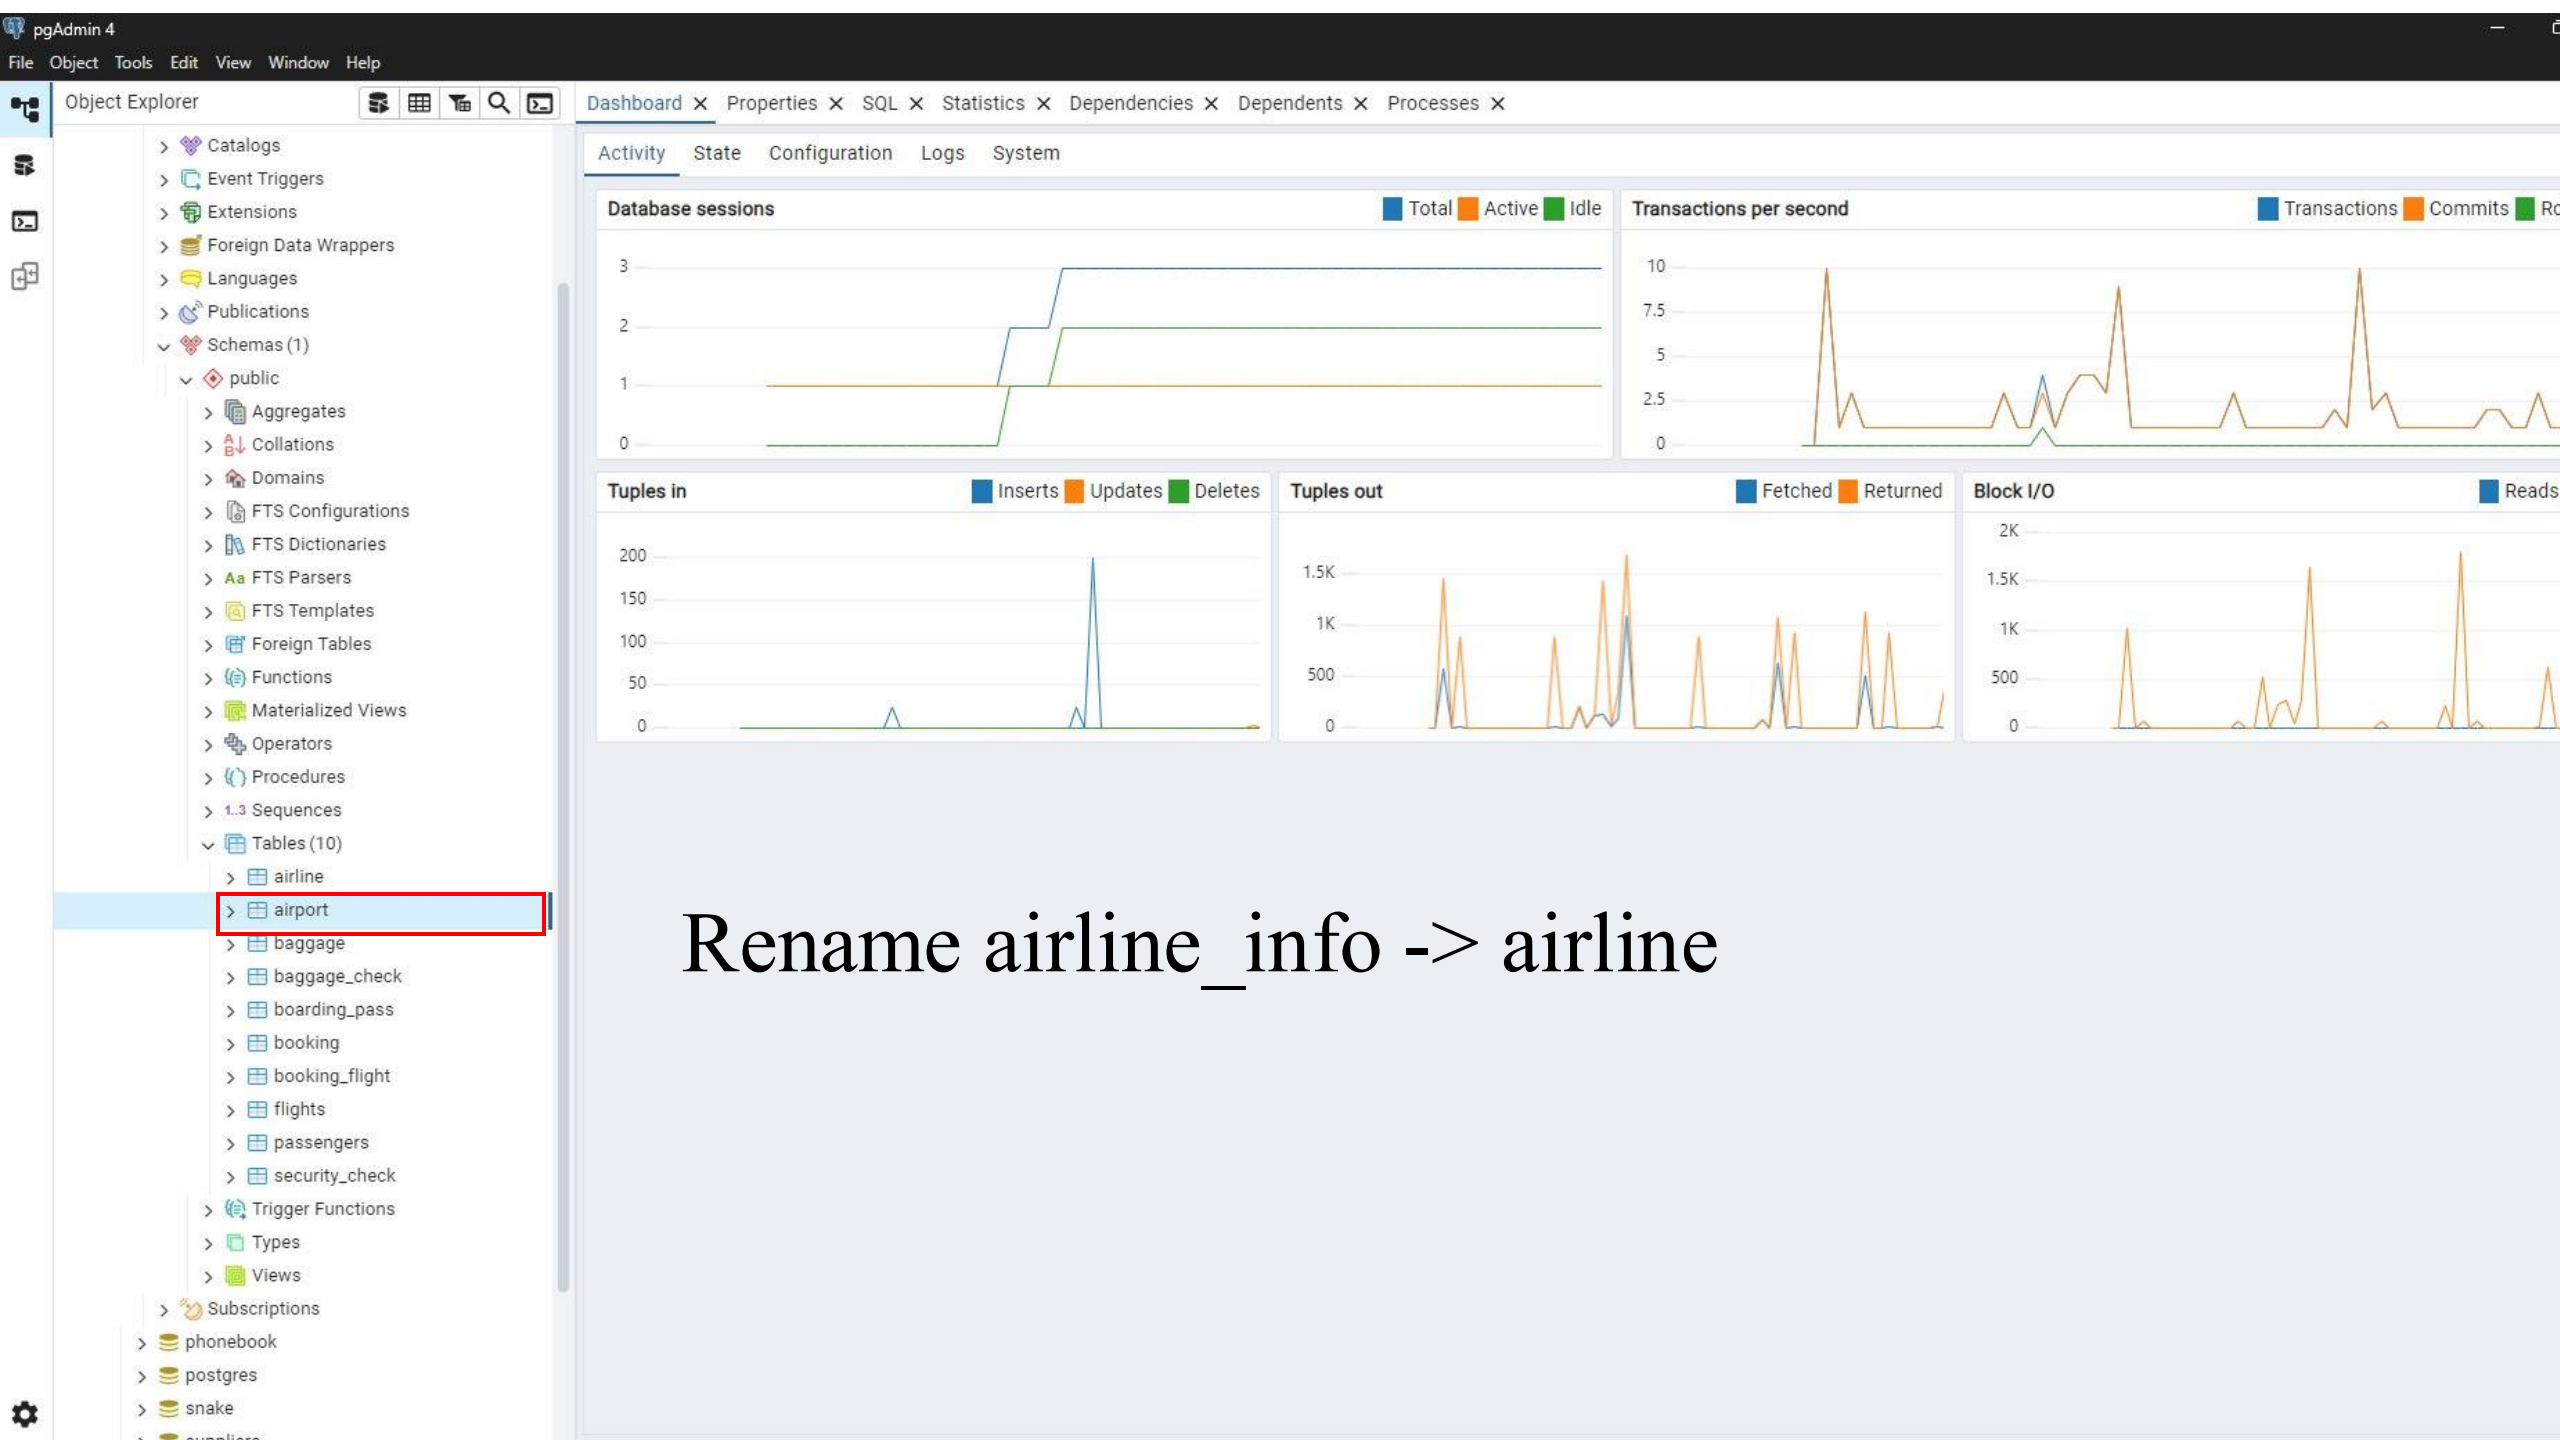 pgAdmin 4
File Object Tools Edit View Window Help
Object Explorer
Dashboard Properties SQL Statistics Dependencies Dependents Processes
Activity State Configuration Logs System
Catalogs
Event Triggers
Extensions
Foreign Data Wrappers
Languages
Publications
Schemas (1)
public
Aggregates
Collations
Domains
FTS Configurations
FTS Dictionaries
Aa FTS Parsers
FTS Templates
Foreign Tables
Functions
Materialized Views
Operators
Procedures
1..3 Sequences
Tables (10)
airline
airport
baggage
baggage_check
boarding_pass
booking
booking_flight
flights
passengers
security_check
Trigger Functions
Types
Views
Subscriptions
phonebook
postgres
snake
Database sessions Total Active Idle
3
2
1
0
Transactions per second Transactions Commits
10
7.5
5
2.5
0
Tuples in Inserts Updates Deletes
200
150
100
50
0
Tuples out Fetched Returned
1.5K
1K
500
0
Block I/O Reads
2K
1.5K
1K
500
0
Rename airline_info -> airline